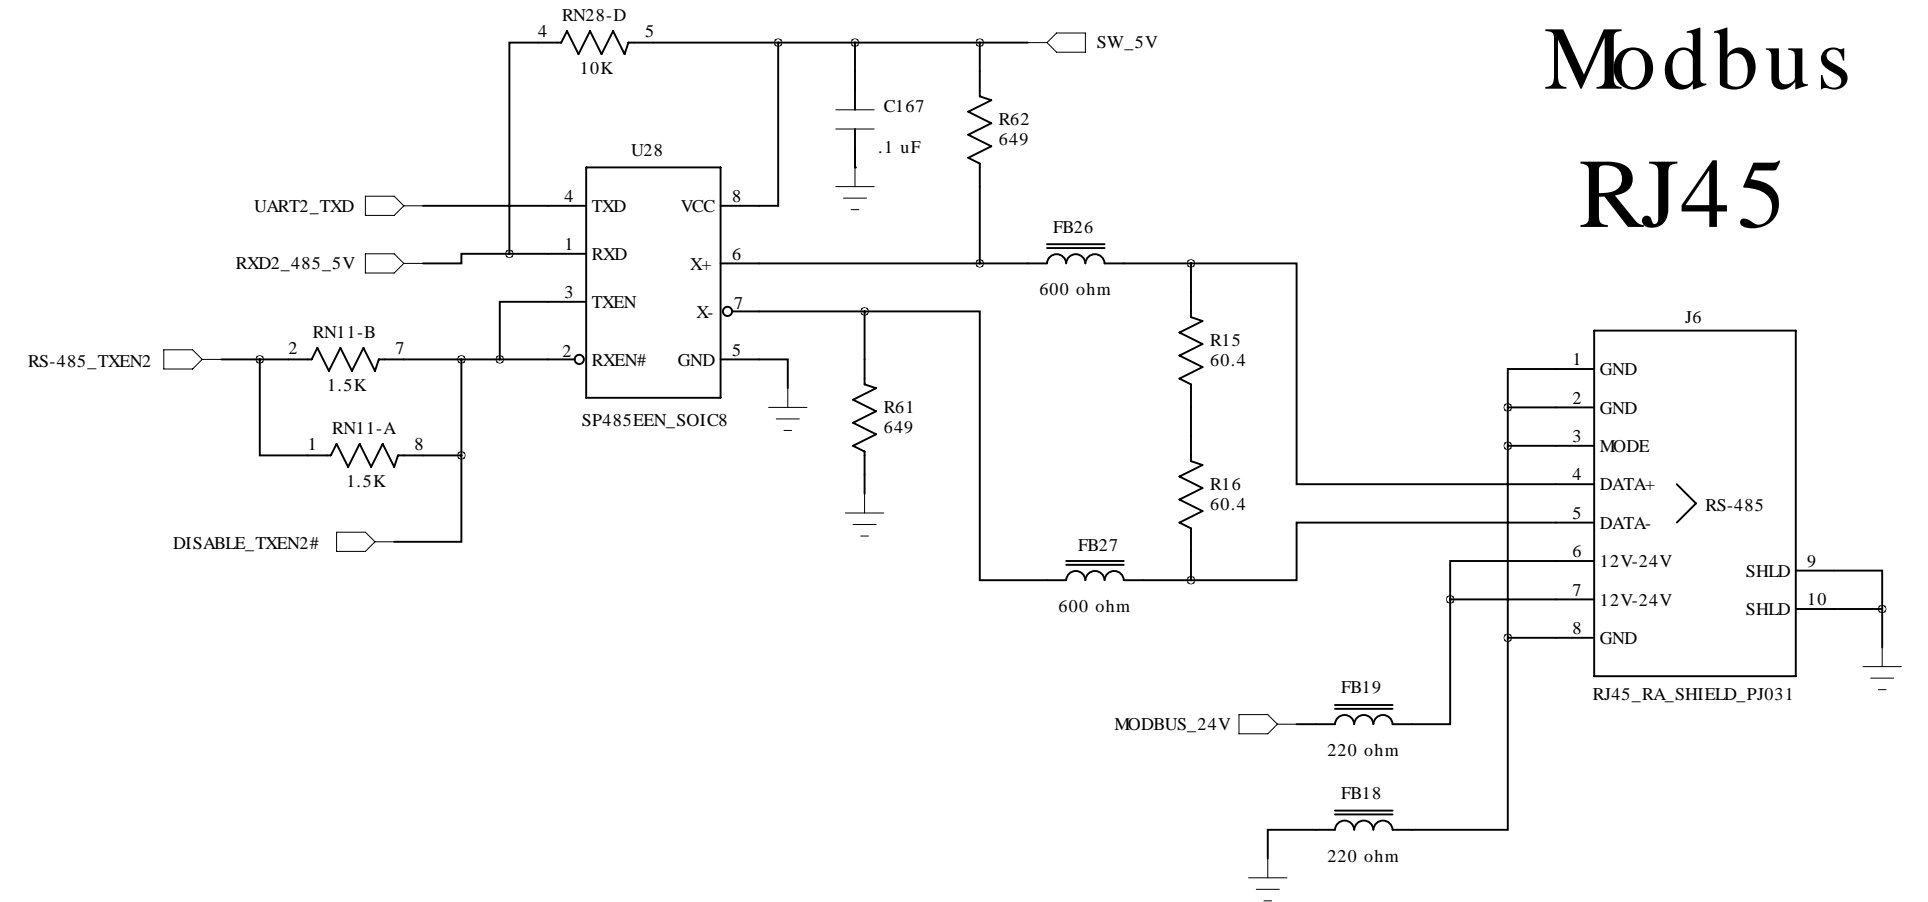 RN28-D
4
5
10K
SW_5V
Modbus
RJ45
C167
.1 uF
R62
649
U28
UART2_TXD
4
TXD
VCC
8
RXD2_485_5V
1
RXD
X+
6
FB26
600 ohm
3
TXEN
X-
7
RS-485_TXEN2
RN11-B
2
7
1.5K
2
RXEN#
GND
5
SP485EEN_SOIC8
RN11-A
1
8
1.5K
DISABLE_TXEN2#
R61
649
R15
60.4
R16
60.4
FB27
600 ohm
J6
1
GND
2
GND
3
MODE
4
DATA+
5
DATA-
RS-485
6
12V-24V
7
12V-24V
8
GND
SHLD
9
SHLD
10
RJ45_RA_SHIELD_PJ031
FB19
MODBUS_24V
220 ohm
FB18
220 ohm